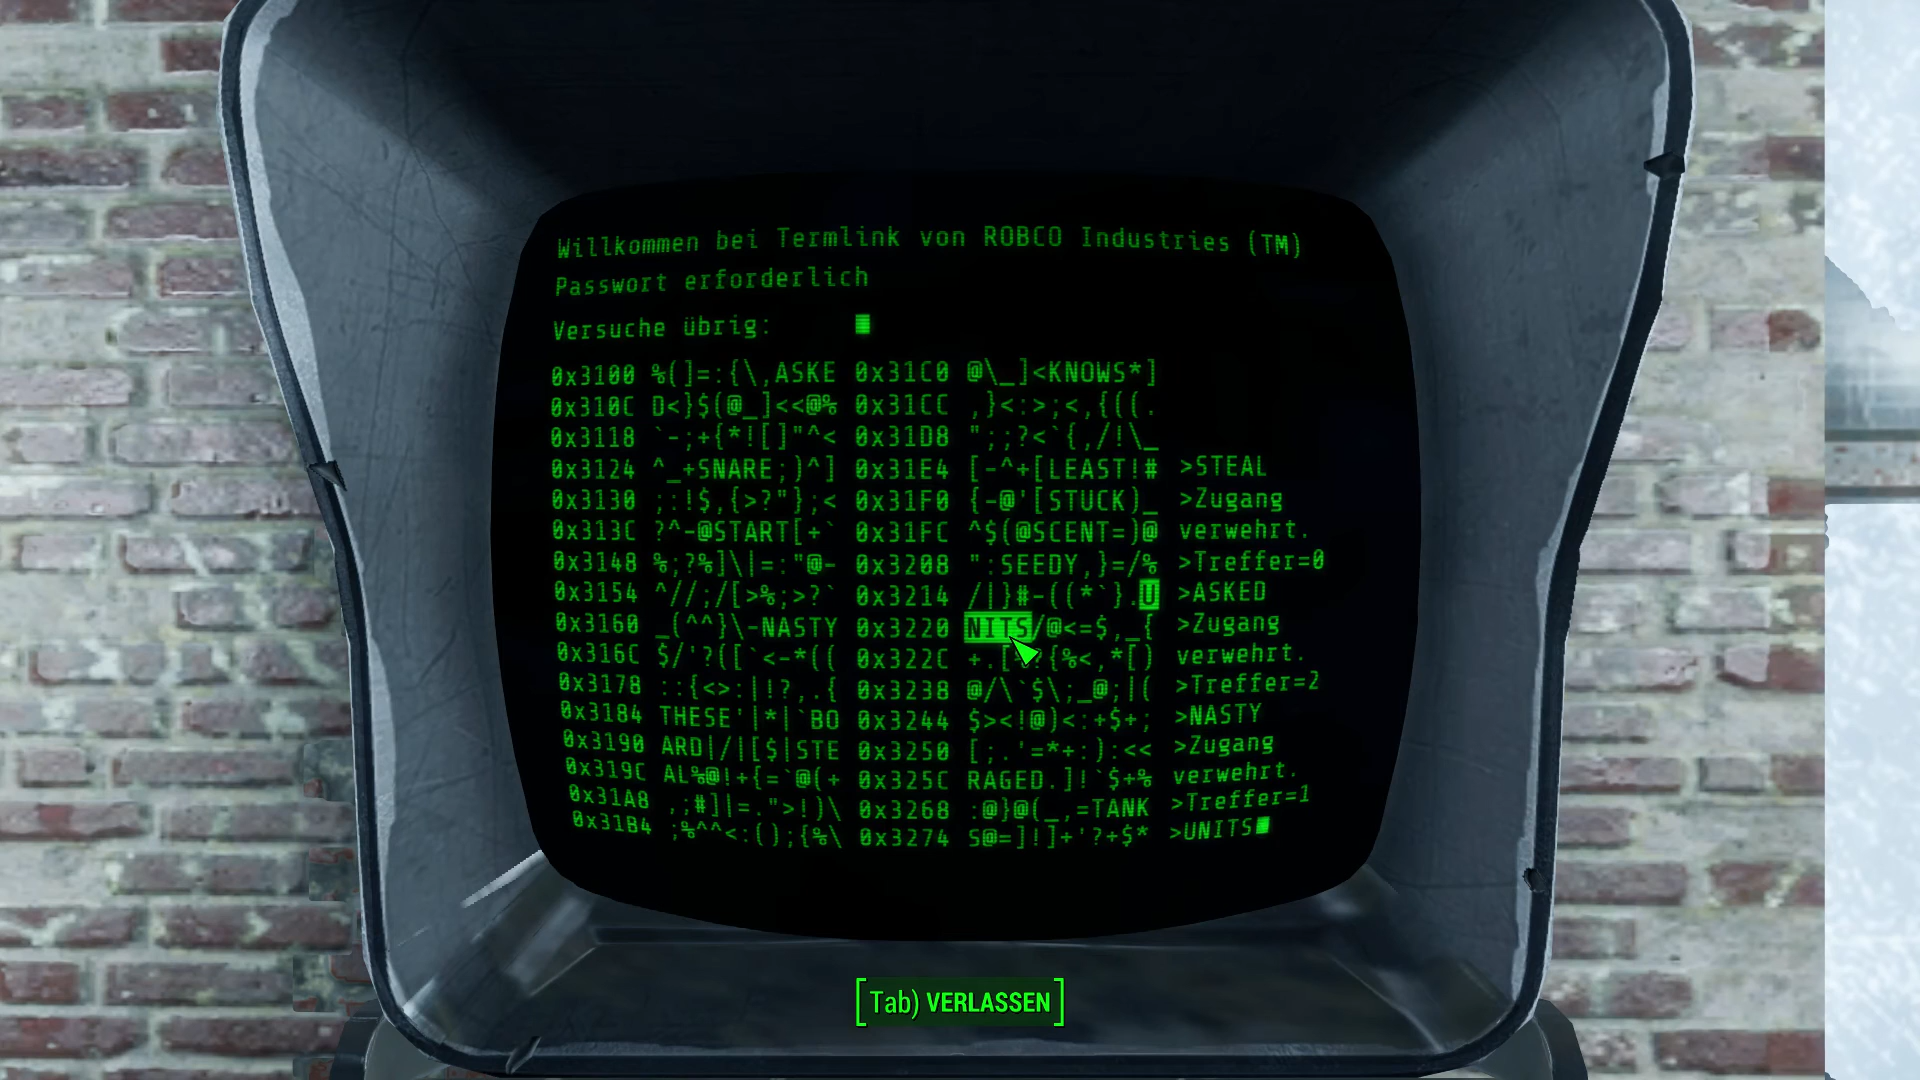 Willkommen bei Termlink von ROBCO Industries (TM)
Passwort erforderlich
Versuche übrig:
0x3100 %(]=:{\,ASKE 0x31C0 @\_]<KNOWS*]
0x310C D<}$(@_]<<@% 0x31CC ,}<:>;<,{((.
0x3118 `-;+{*![]"^< 0x31D8 ";;?<`{,/!\_
0x3124 ^_+SNARE;)^] 0x31E4 [-^+[LEAST!# >STEAL
0x3130 ;:!$,{>?"};< 0x31F0 {-@'[STUCK)_ >Zugang
0x313C ?^-@START[+` 0x31FC ^$(@SCENT=)@ verwehrt.
0x3148 %;?%]\|=:"@- 0x3208 ":SEEDY,}=/% >Treffer=0
0x3154 ^//;/[>%;>?` 0x3214 /|}#-((*`}.U >ASKED
0x3160 _(^^}\-NASTY 0x3220 NITS/@<=$,_{ >Zugang
0x316C $/'?([`<-*(( 0x322C +.[%?{%<,*[) verwehrt.
0x3178 ::{<>:|!?,.{ 0x3238 @/\`$\;_@;|( >Treffer=2
0x3184 THESE'|*|`BO 0x3244 $><!@)<:+$+; >NASTY
0x3190 ARD|/|[$|STE 0x3250 [;.'=*+:):<< >Zugang
0x319C AL%@!+{=`@(+ 0x325C RAGED.]!`$+% verwehrt.
0x31A8 ,;#]|=.">!)\ 0x3268 :@}@(_,=TANK >Treffer=1
0x31B4 ;%^^<:();{%\ 0x3274 S@=]!]+'?+$* >UNITS
[Tab) VERLASSEN]